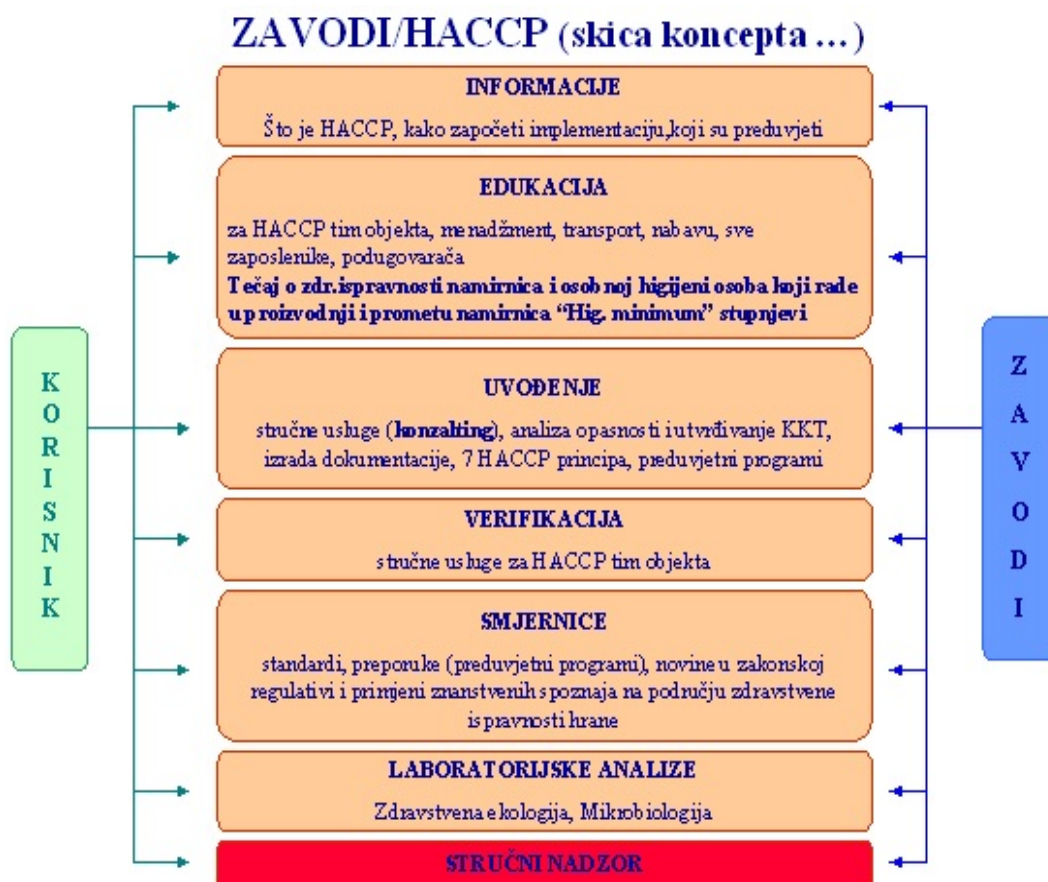 ZAVODI/HACCP (skica koncepta ...)
INFORMACIJE
Što je HACCP, kako započeti implementaciju,koji su preduvjeti
EDUKACIJA
za HACCP tim objekta, menadžment, transport, nabavu, sve
zaposlenike, podugovarača
Tečaj o zdr.ispravnosti namirnica i osobnoj higijeni osoba koji rade
u proizvodnji i prometu namirnica “Hig. minimum” stupnjevi
UVOĐENJE
stručne usluge (konzalting), analiza opasnosti i utvrđivanje KKT,
izrada dokumentacije, 7 HACCP principa, preduvjetni programi
VERIFIKACIJA
stručne usluge za HACCP tim objekta
SMJERNICE
standardi, preporuke (preduvjetni programi), novine u zakonskoj
regulativi i primjeni znanstvenih spoznaja na području zdravstvene
ispravnosti hrane
LABORATORIJSKE ANALIZE
Zdravstvena ekologija, Mikrobiologija
STRUČNI NADZOR
KORISNIK
ZAVODI